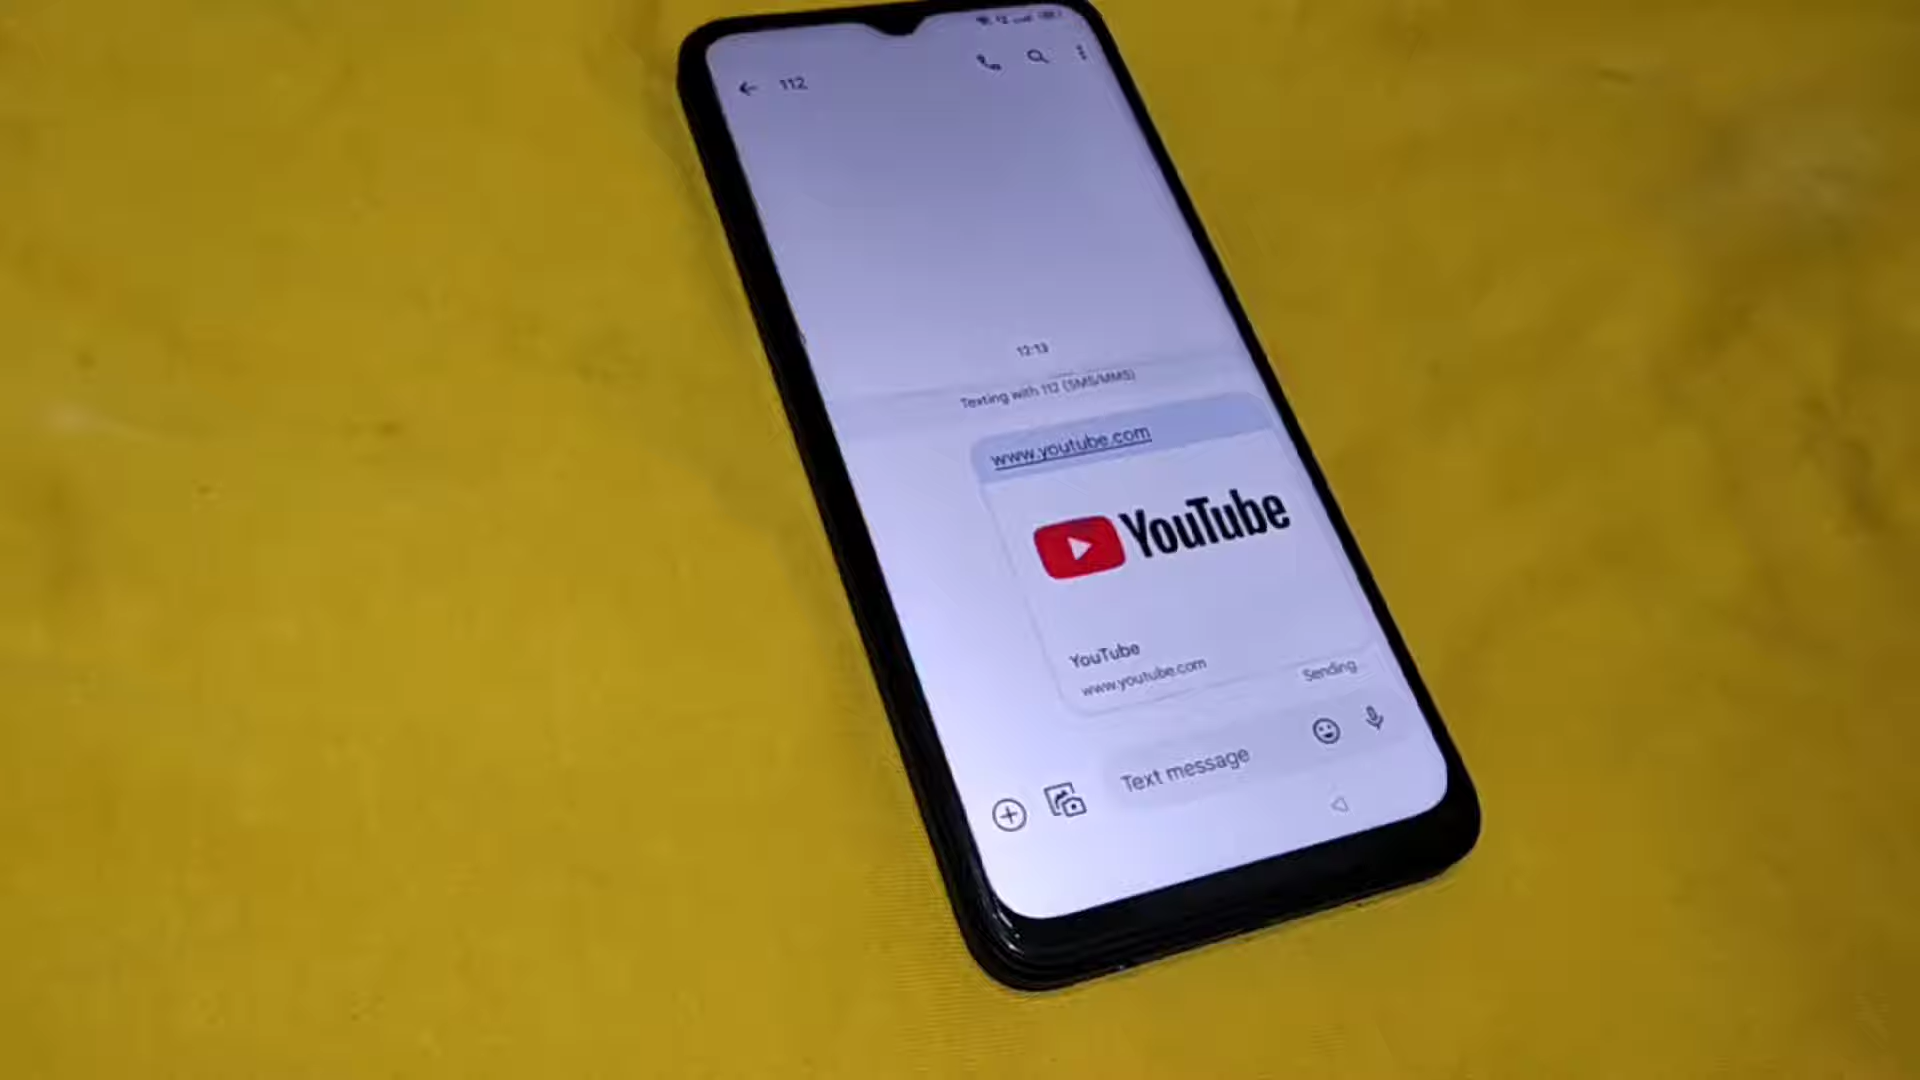 112
12:13
Texting with 112 (SMS/MMS)
www.youtube.com
YouTube
YouTube
www.youtube.com
Sending
Text message